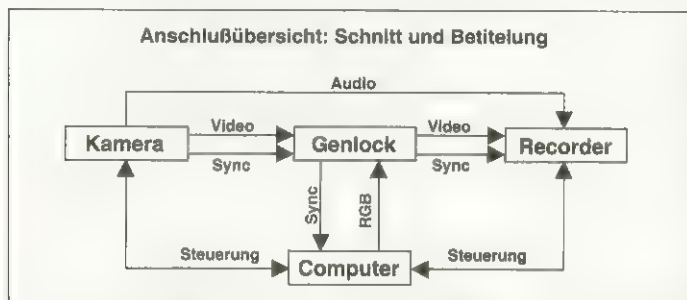 Anschlußübersicht: Schnitt und Betitelung
Audio
Video
Video
Kamera
Genlock
Recorder
Sync
Sync
Sync
RGB
Steuerung
Steuerung
Computer